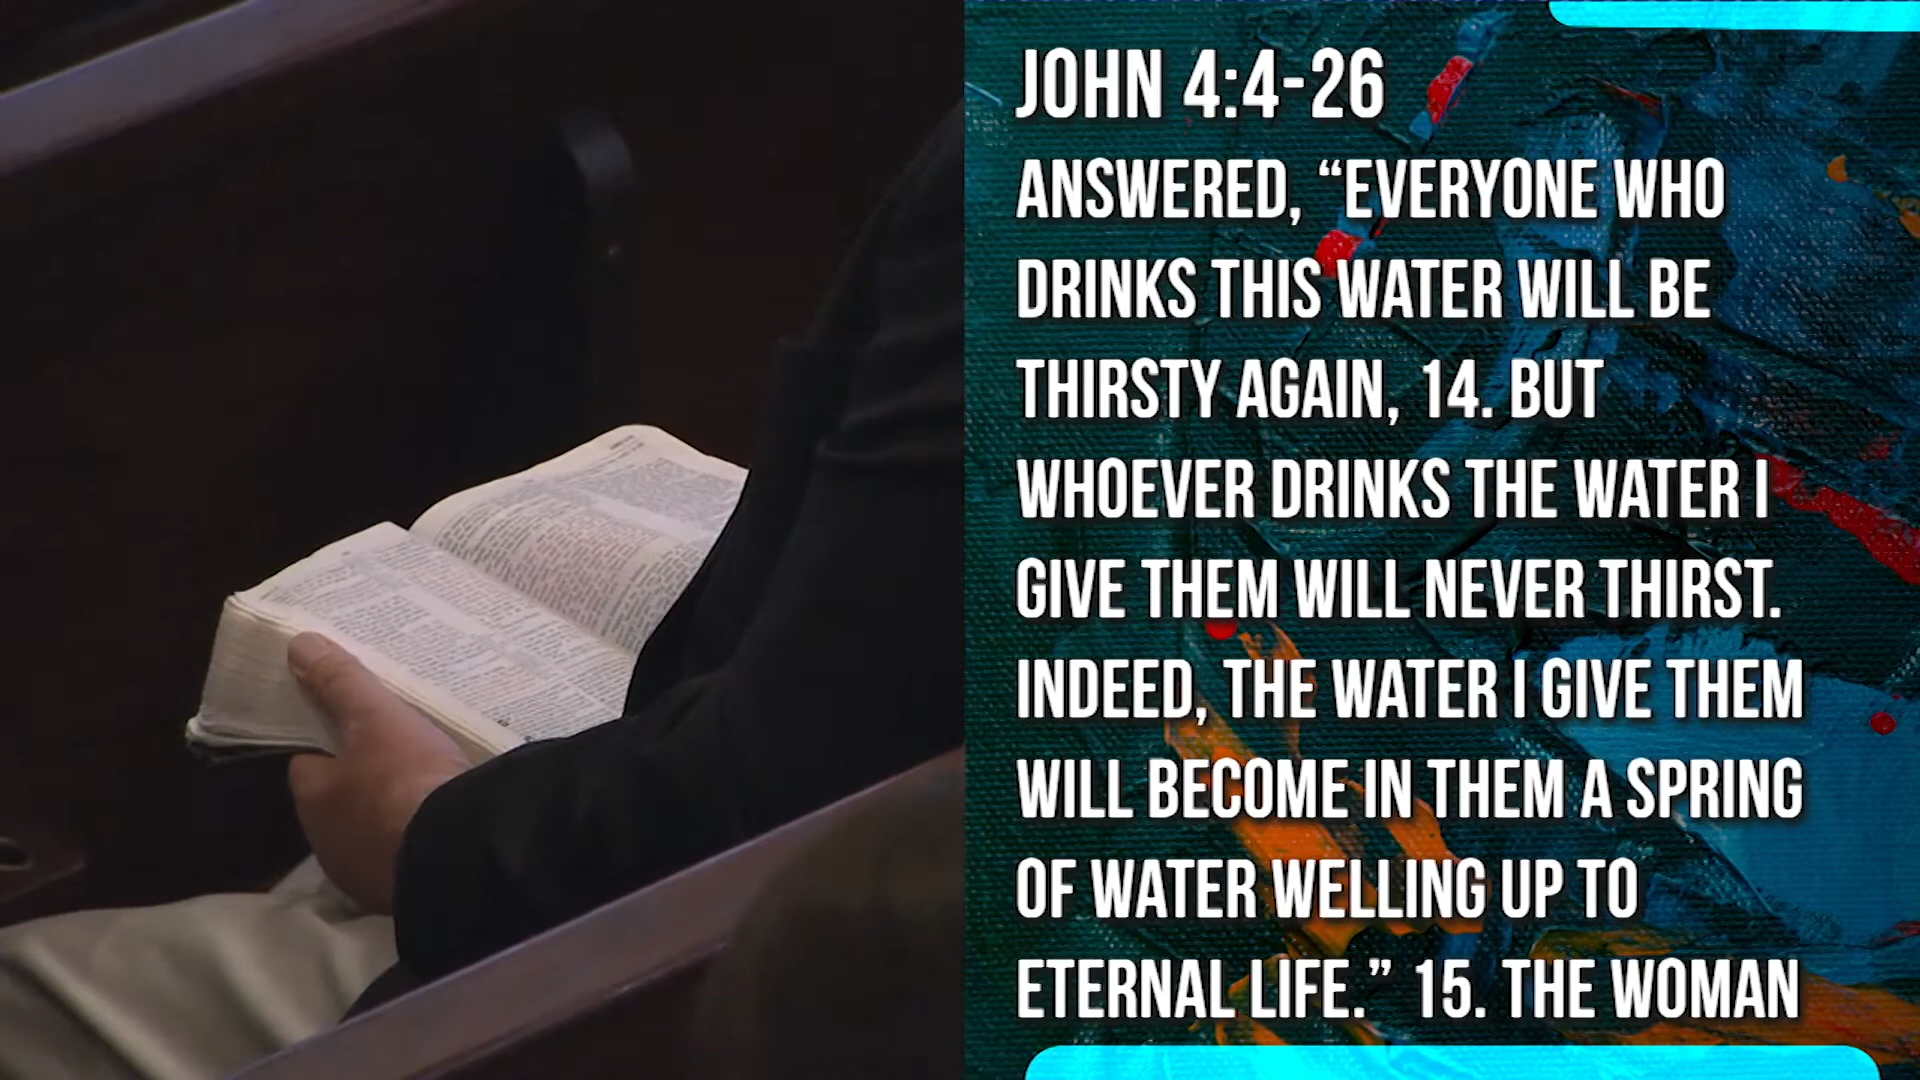 JOHN 4:4-26
ANSWERED, “EVERYONE WHO
DRINKS THIS WATER WILL BE
THIRSTY AGAIN, 14. BUT
WHOEVER DRINKS THE WATER I
GIVE THEM WILL NEVER THIRST.
INDEED, THE WATER I GIVE THEM
WILL BECOME IN THEM A SPRING
OF WATER WELLING UP TO
ETERNAL LIFE.” 15. THE WOMAN